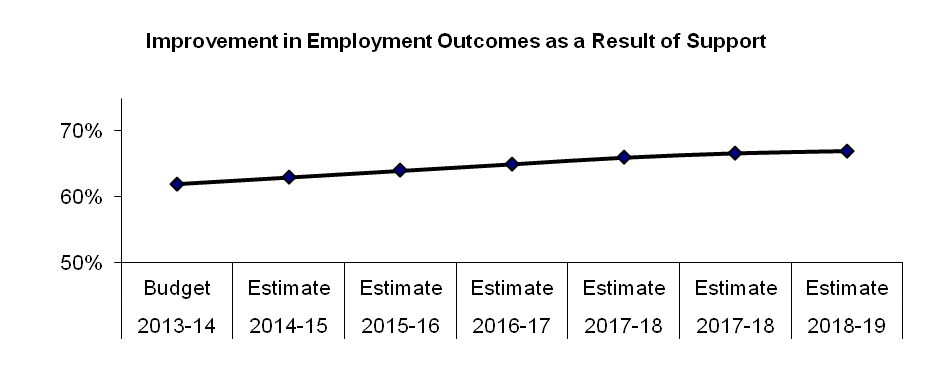 Improvement in Employment Outcomes as a Result of Support
70%
60%
50%
Budget Estimate Estimate Estimate Estimate Estimate Estimate
2013-14 2014-15 2015-16 2016-17 2017-18 2017-18 2018-19